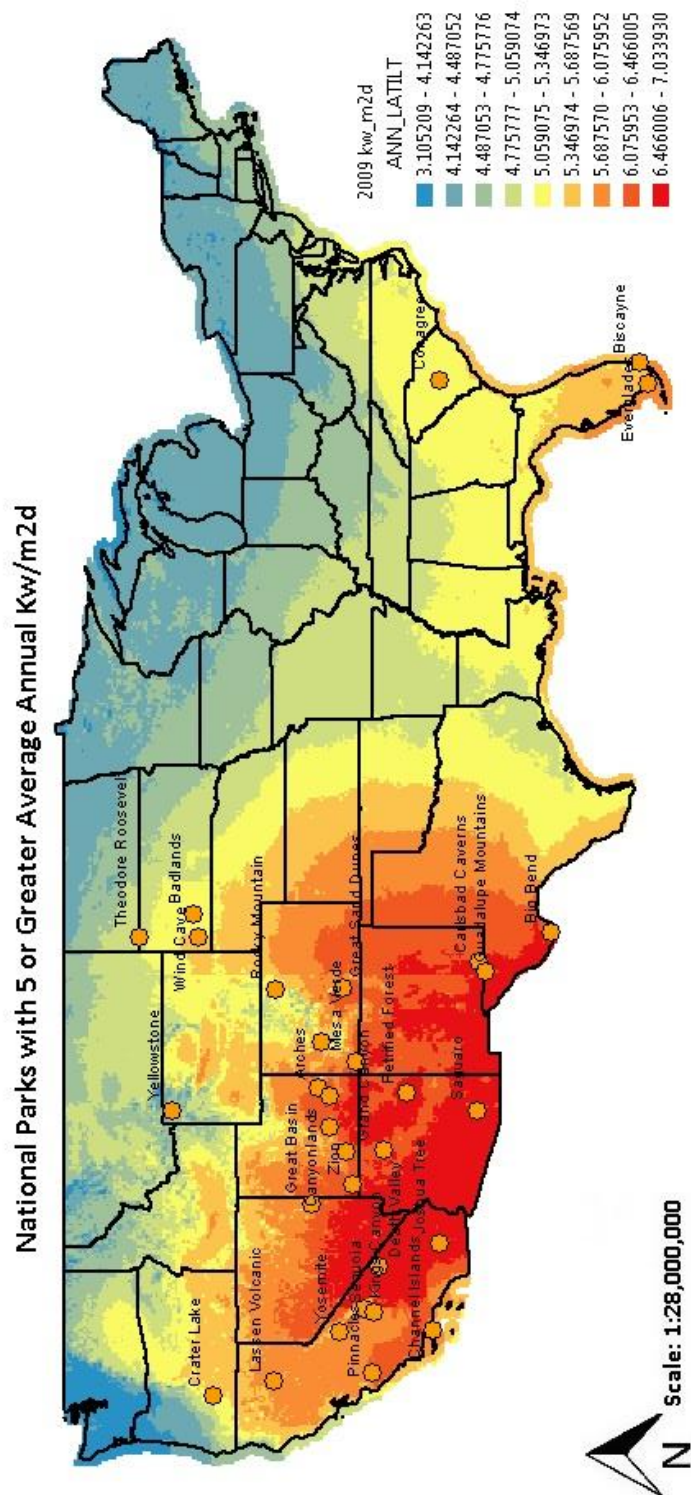 National Parks with 5 or Greater Average Annual Kw/m2d
Theodore Roosevel
Yellowstone
Wind Cave
Badlands
Crater Lake
Rocky Mountain
Lassen Volcanic
Great Basin
Arches
Canyonlands
Mesa Verde
Great Sand Dunes
Zion
Yosemite
Grand Canyon
Pinnacles
Sequoia
Kings Canyon
Death Valley
Petrified Forest
Channel Islands
Joshua Tree
Saguaro
Carlsbad Caverns
Guadalupe Mountains
Big Bend
Congaree
Everglades
Biscayne
2009 kw_m2d
ANN_LATILT
3.105209 - 4.142263
4.142264 - 4.487052
4.487053 - 4.775776
4.775777 - 5.059074
5.059075 - 5.346973
5.346974 - 5.687569
5.687570 - 6.075952
6.075953 - 6.466005
6.466006 - 7.033930
N
Scale: 1:28,000,000